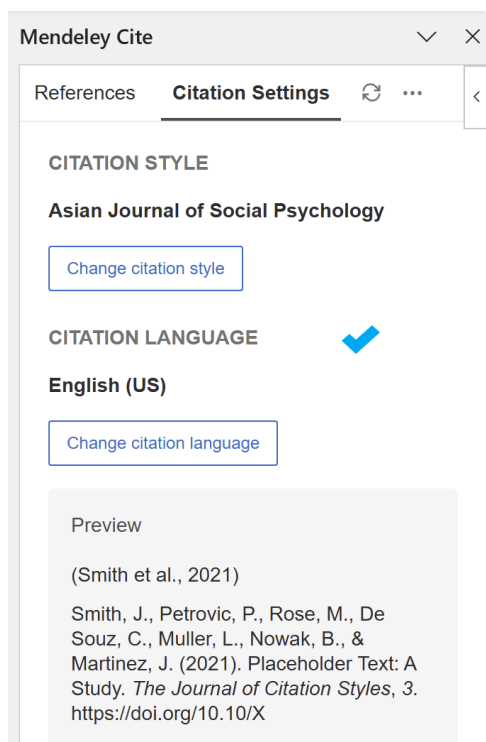 Mendeley Cite
References Citation Settings
CITATION STYLE
Asian Journal of Social Psychology
Change citation style
CITATION LANGUAGE
English (US)
Change citation language
Preview
(Smith et al., 2021)
Smith, J., Petrovic, P., Rose, M., De
Souz, C., Muller, L., Nowak, B., &
Martinez, J. (2021). Placeholder Text: A
Study. The Journal of Citation Styles, 3.
https://doi.org/10.10/X